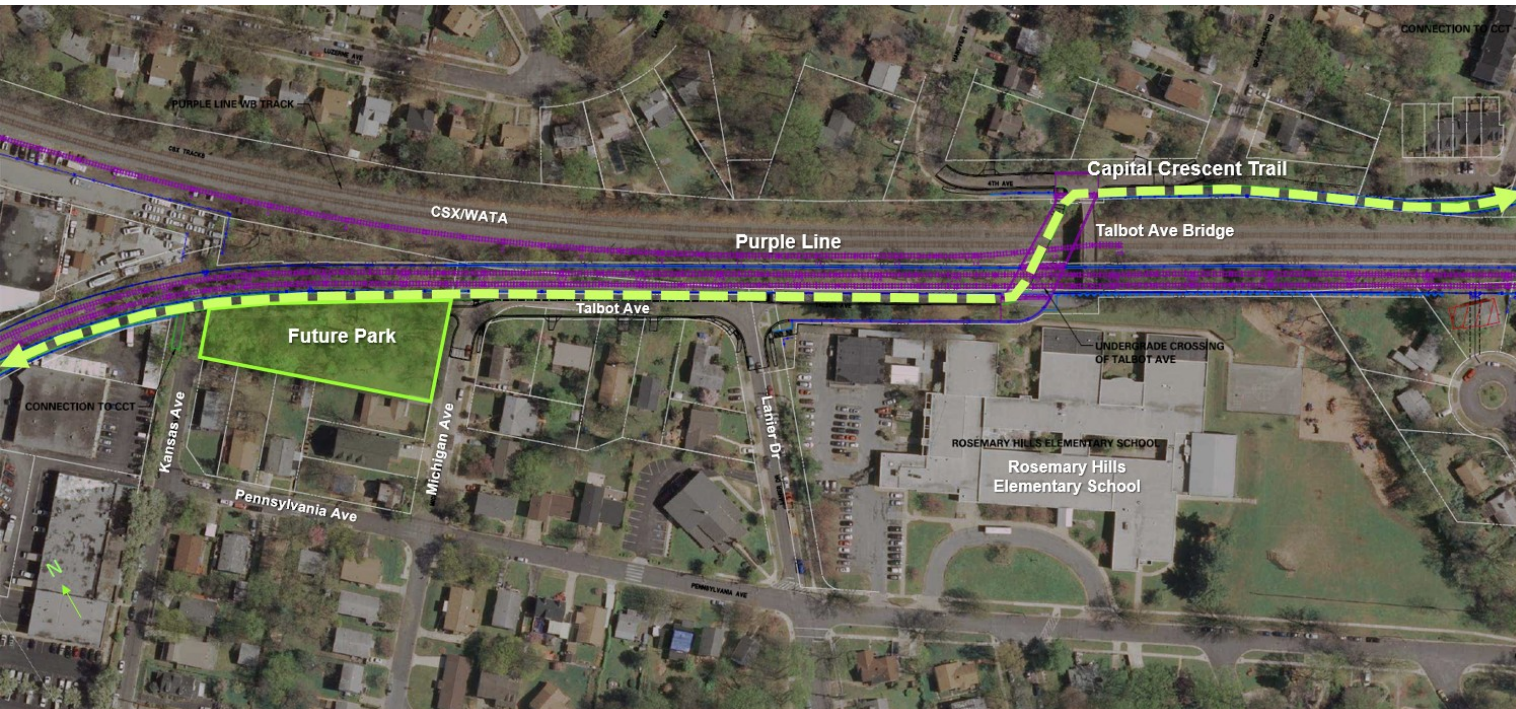 CONNECTION TO CCT
LUZERNE AVE
PURPLE LINE WB TRACK
CSX TRACKS
Capital Crescent Trail
4TH AVE
CSX/WATA
Talbot Ave Bridge
Purple Line
Talbot Ave
Future Park
UNDERGRADE CROSSING
OF TALBOT AVE
CONNECTION TO CCT
Kansas Ave
Michigan Ave
Lanier Dr
ROSEMARY HILLS ELEMENTARY SCHOOL
Rosemary Hills
Elementary School
Pennsylvania Ave
N
PENNSYLVANIA AVE